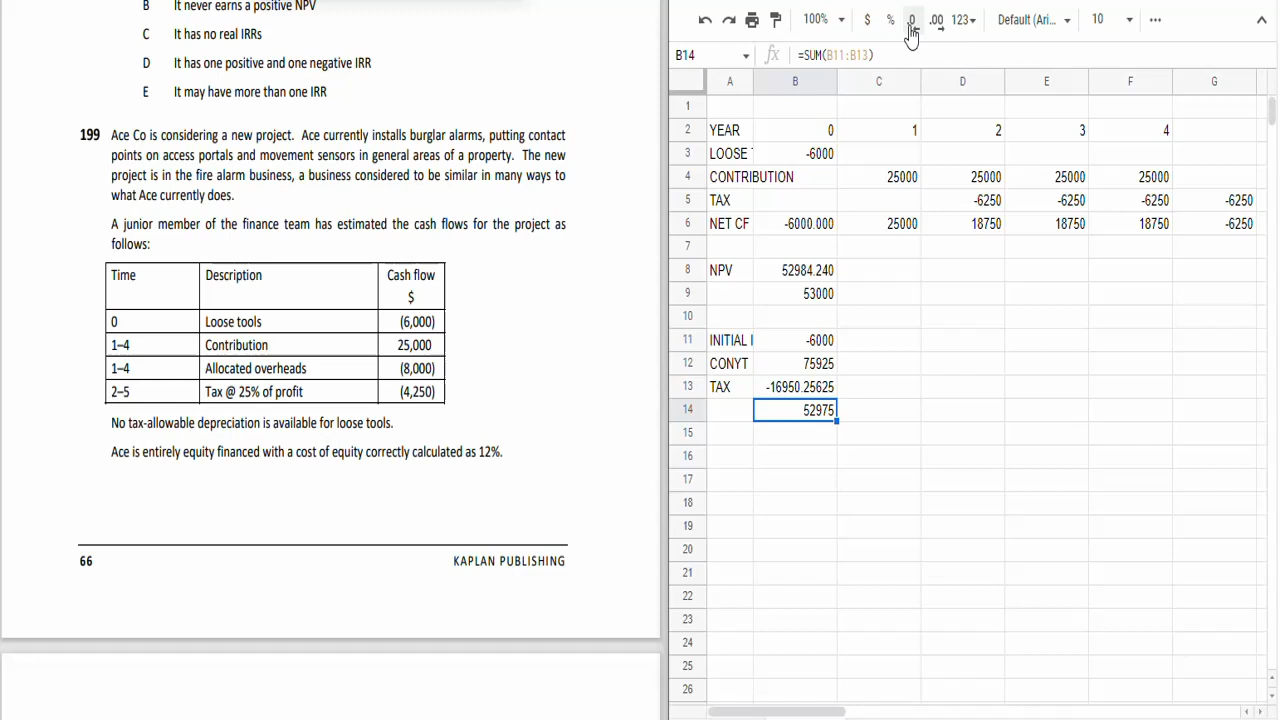 B It never earns a positive NPV
C It has no real IRRs
D It has one positive and one negative IRR
E It may have more than one IRR
199 Ace Co is considering a new project. Ace currently installs burglar alarms, putting contact
points on access portals and movement sensors in general areas of a property. The new
project is in the fire alarm business, a business considered to be similar in many ways to
what Ace currently does.
A junior member of the finance team has estimated the cash flows for the project as
follows:
Time Description Cash flow
$
0 Loose tools (6,000)
1–4 Contribution 25,000
1–4 Allocated overheads (8,000)
2–5 Tax @ 25% of profit (4,250)
No tax-allowable depreciation is available for loose tools.
Ace is entirely equity financed with a cost of equity correctly calculated as 12%.
66 KAPLAN PUBLISHING
100% $ % .0 .00 123 Default (Ari... 10
B14 fx =SUM(B11:B13)
A B C D E F G
1
2 YEAR 0 1 2 3 4
3 LOOSE -6000
4 CONTRIBUTION 25000 25000 25000 25000
5 TAX -6250 -6250 -6250 -6250
6 NET CF -6000.000 25000 18750 18750 18750 -6250
7
8 NPV 52984.240
9 53000
10
11 INITIAL -6000
12 CONYT 75925
13 TAX -16950.25625
14 52975
15
16
17
18
19
20
21
22
23
24
25
26